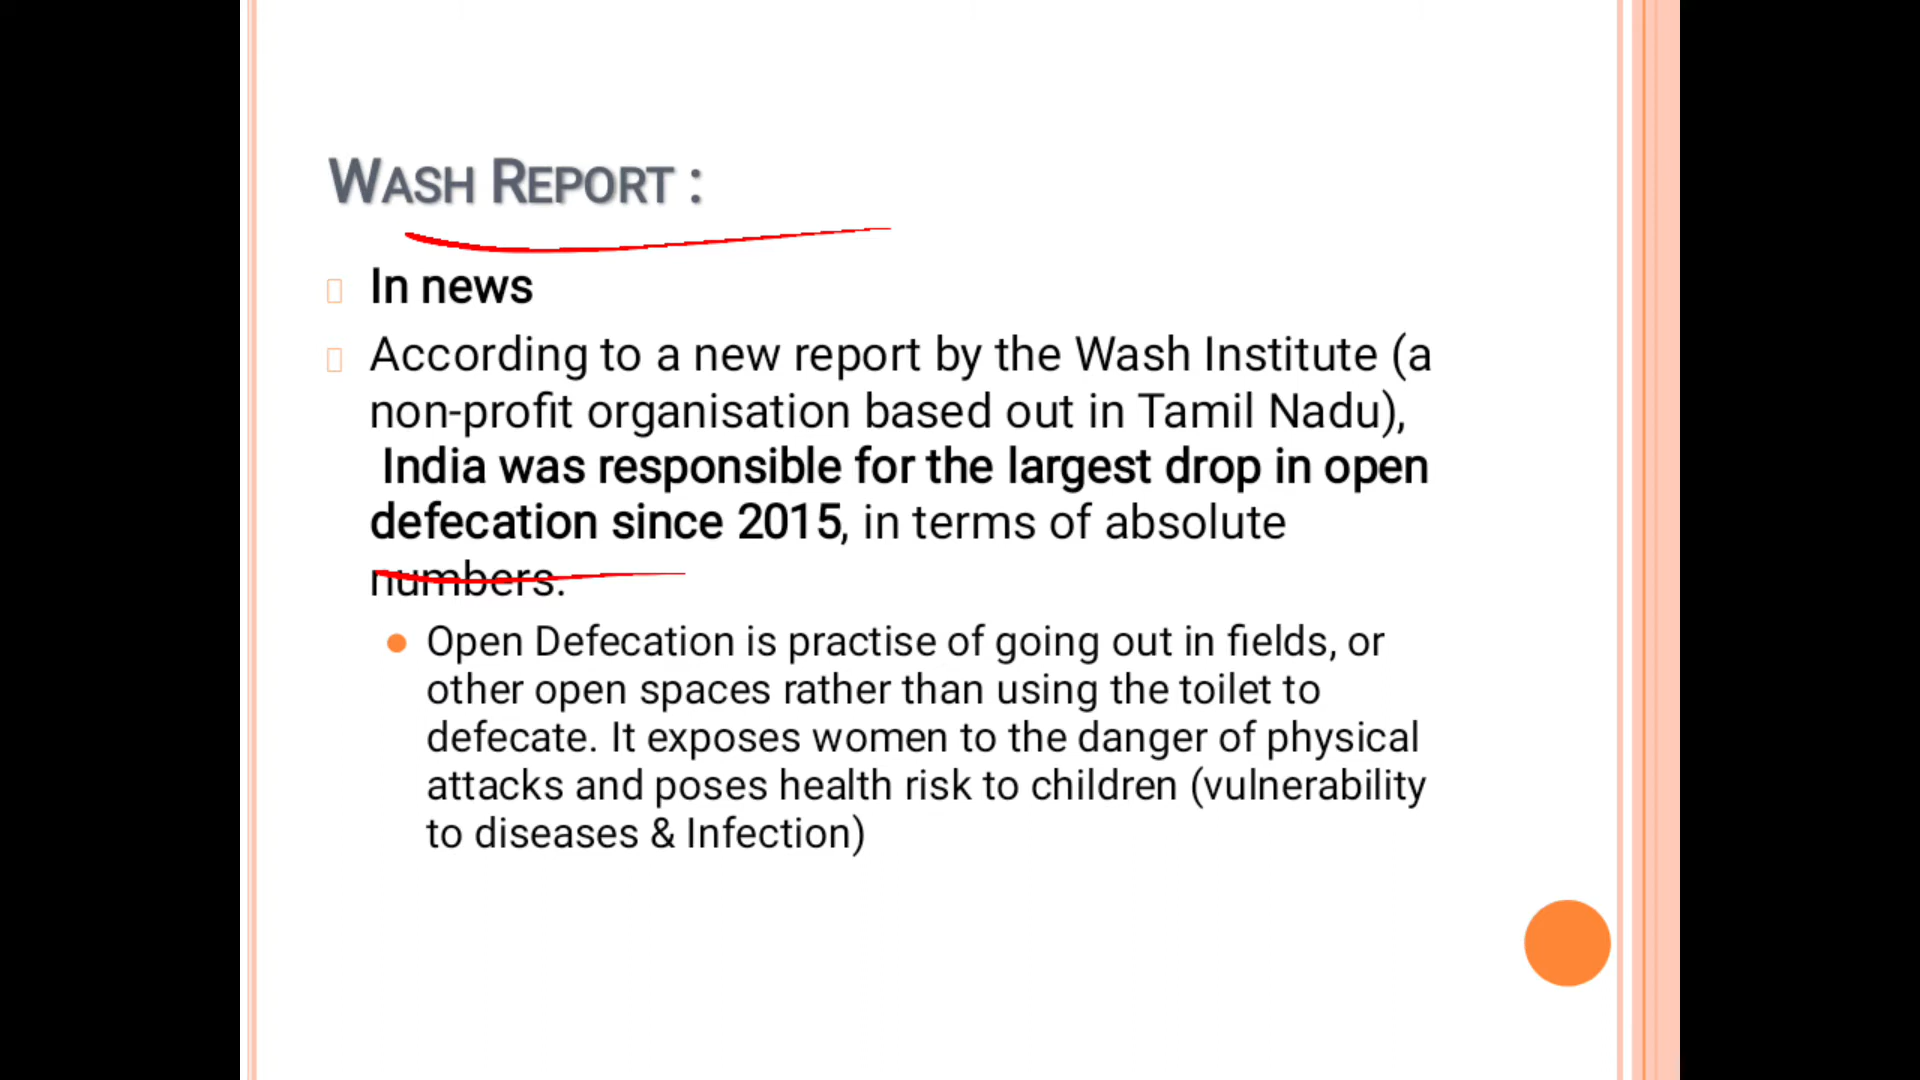 WASH REPORT :
In news
According to a new report by the Wash Institute (a
non-profit organisation based out in Tamil Nadu),
India was responsible for the largest drop in open
defecation since 2015, in terms of absolute
numbers.
Open Defecation is practise of going out in fields, or
other open spaces rather than using the toilet to
defecate. It exposes women to the danger of physical
attacks and poses health risk to children (vulnerability
to diseases & Infection)